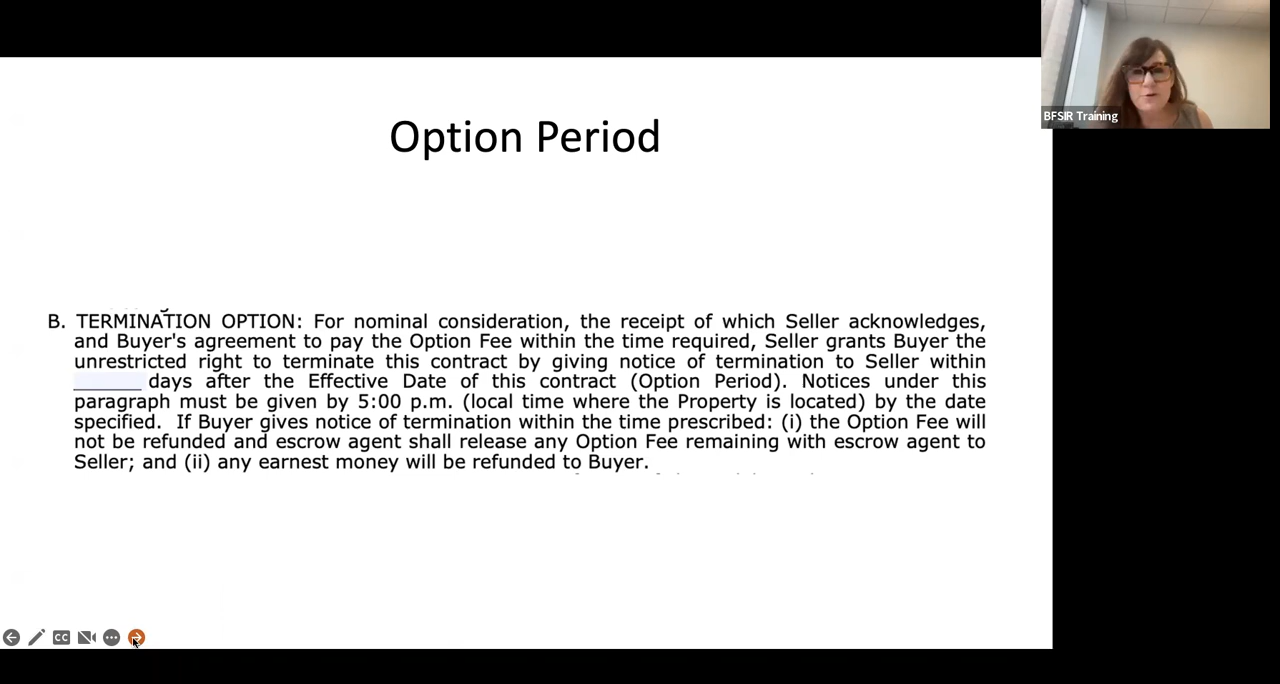 BFSIR Training
Option Period
B. TERMINATION OPTION: For nominal consideration, the receipt of which Seller acknowledges,
and Buyer's agreement to pay the Option Fee within the time required, Seller grants Buyer the
unrestricted right to terminate this contract by giving notice of termination to Seller within
______ days after the Effective Date of this contract (Option Period). Notices under this
paragraph must be given by 5:00 p.m. (local time where the Property is located) by the date
specified. If Buyer gives notice of termination within the time prescribed: (i) the Option Fee will
not be refunded and escrow agent shall release any Option Fee remaining with escrow agent to
Seller; and (ii) any earnest money will be refunded to Buyer.
CC